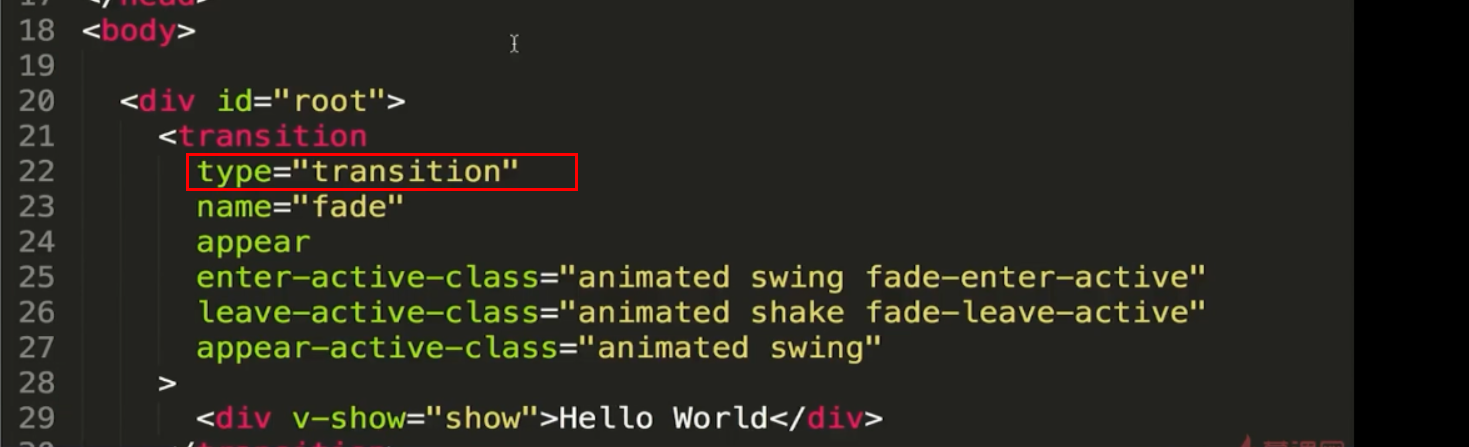 17 </head>
18 <body>
19
20 <div id="root">
21 <transition
22 type="transition"
23 name="fade"
24 appear
25 enter-active-class="animated swing fade-enter-active"
26 leave-active-class="animated shake fade-leave-active"
27 appear-active-class="animated swing"
28 >
29 <div v-show="show">Hello World</div>
30 </transition>